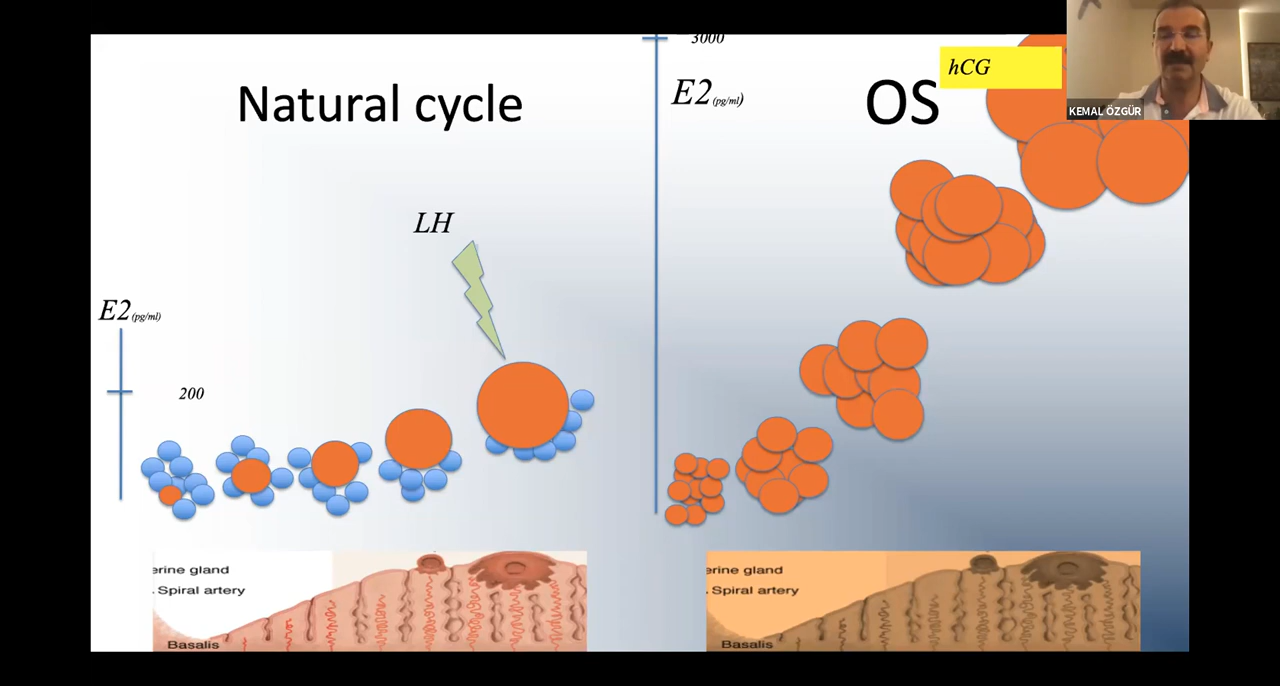 3000
hCG
E2(pg/ml)
OS
Natural cycle
KEMAL ÖZGÜR
LH
E2(pg/ml)
200
erine gland
Spiral artery
Basalis
erine gland
Spiral artery
Basalis